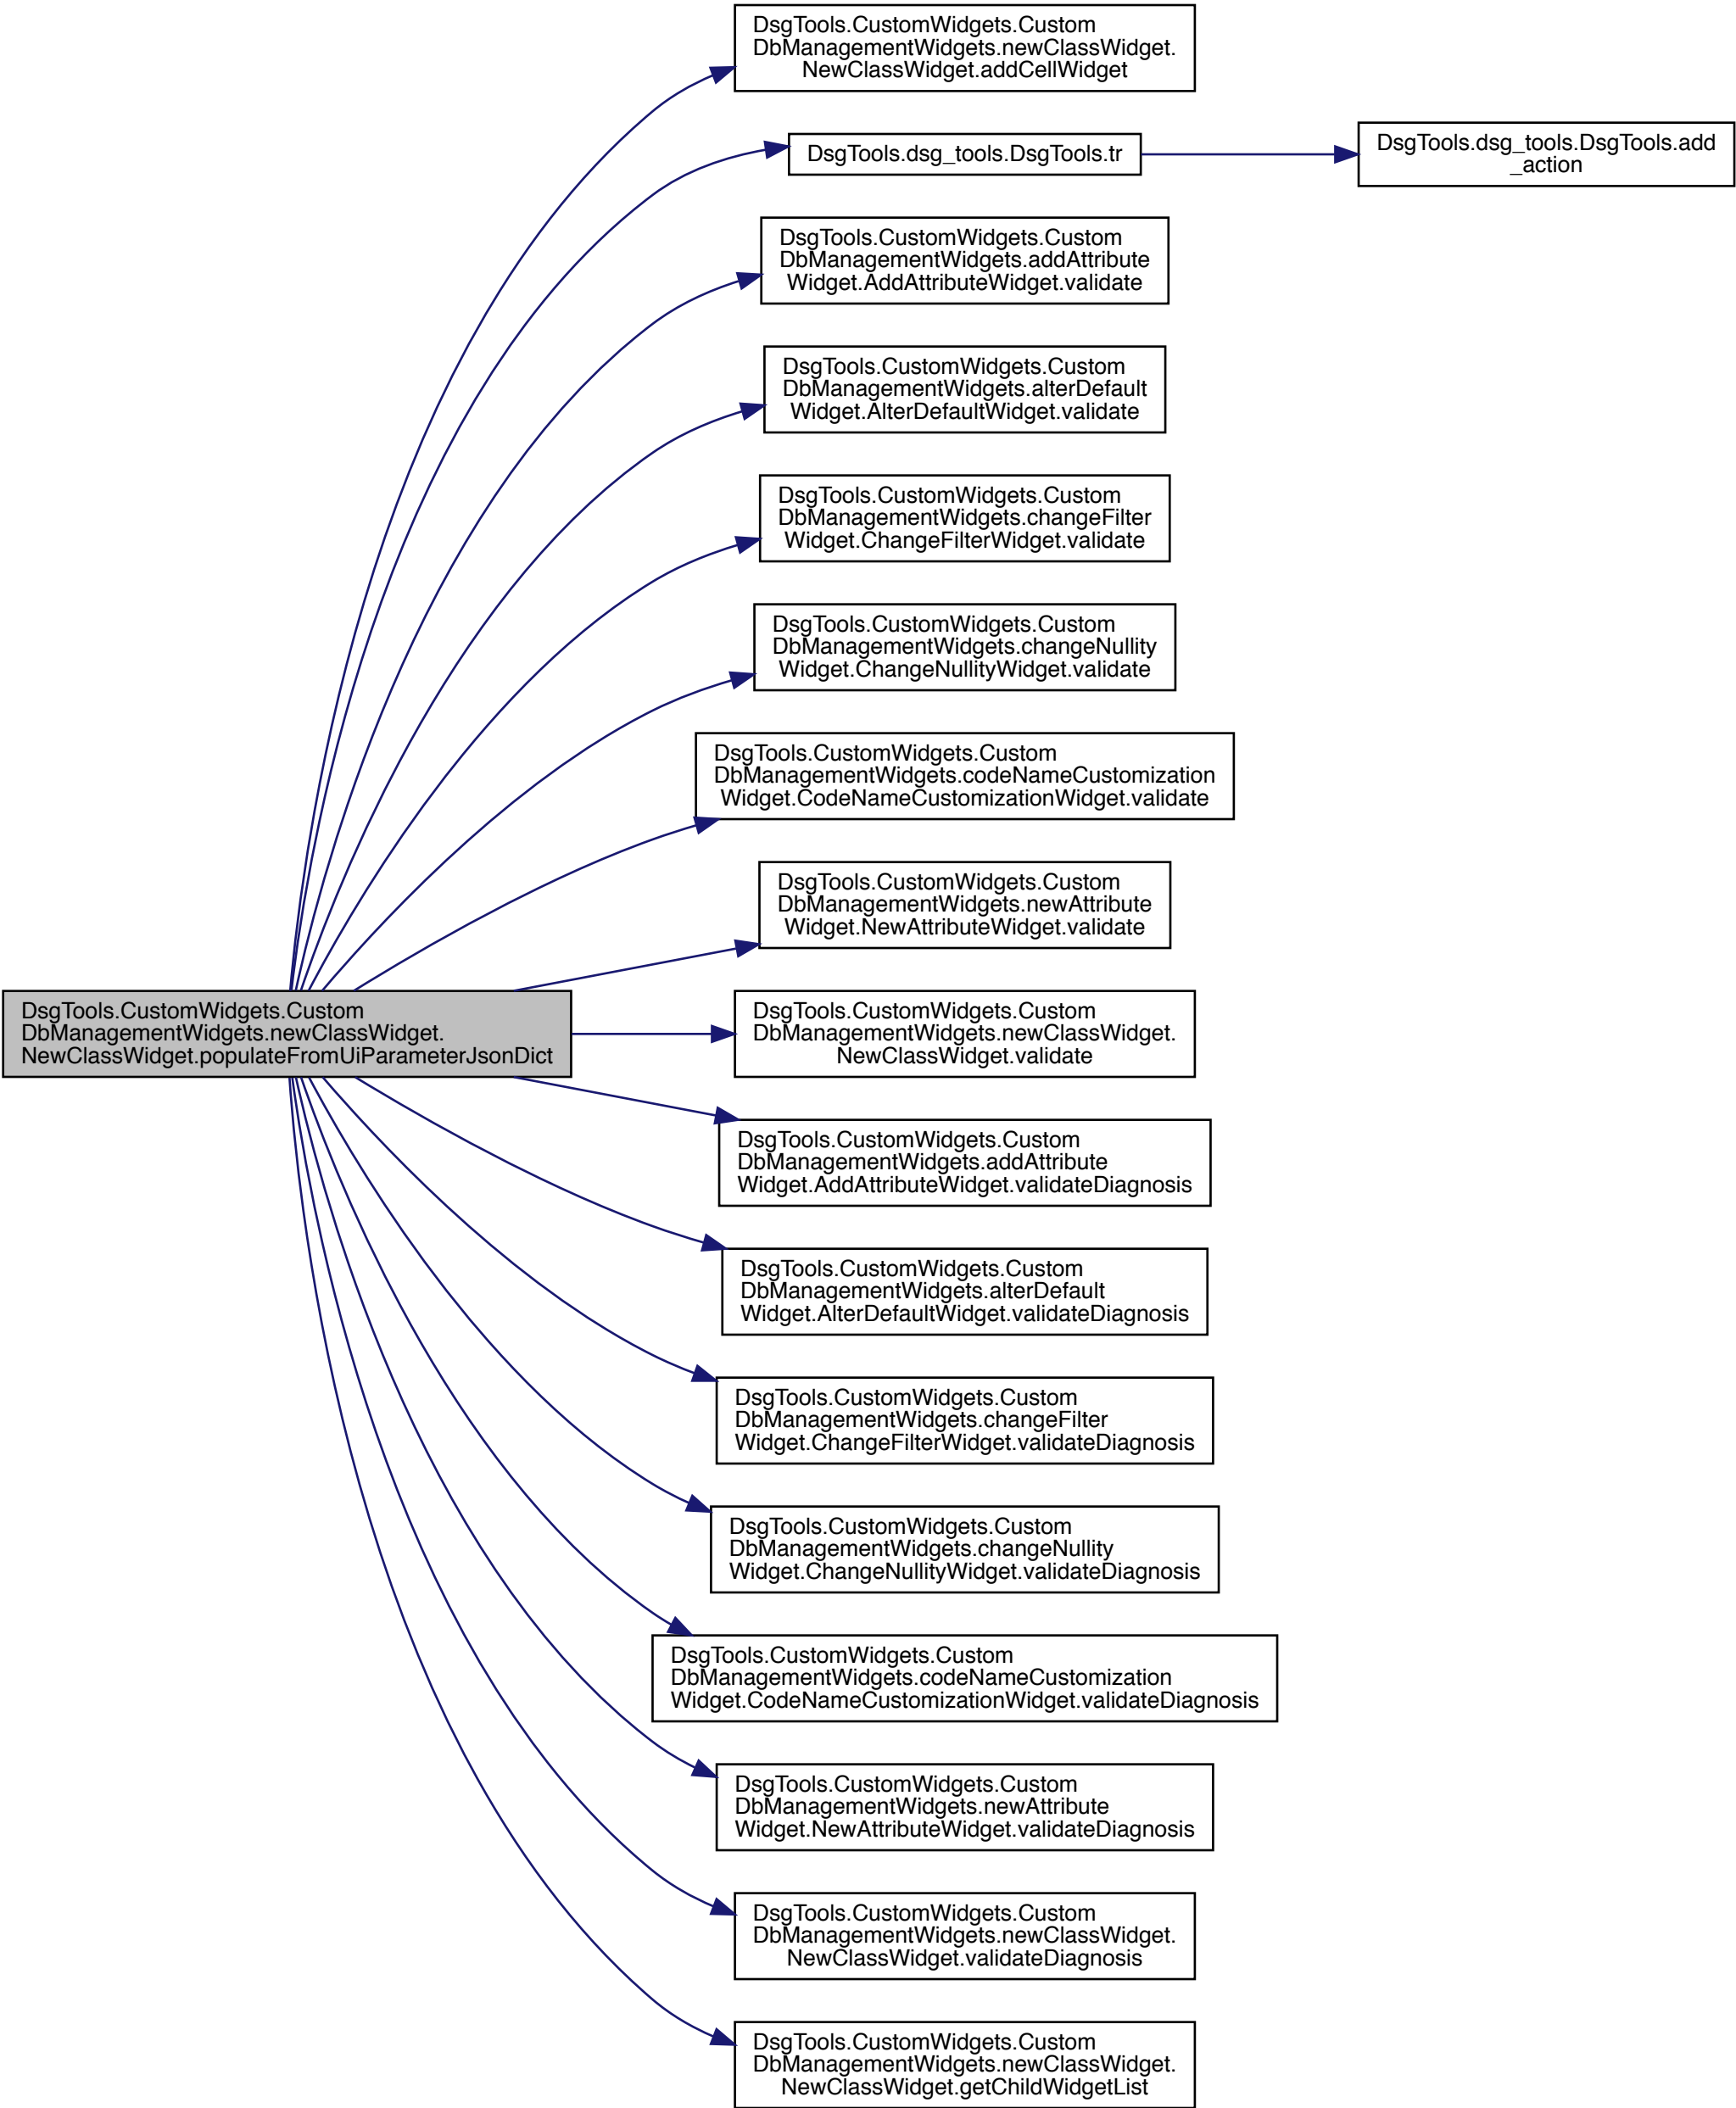 DsgTools.CustomWidgets.Custom
DbManagementWidgets.newClassWidget.
NewClassWidget.addCellWidget
DsgTools.dsg_tools.DsgTools.tr
DsgTools.dsg_tools.DsgTools.add
_action
DsgTools.CustomWidgets.Custom
DbManagementWidgets.addAttribute
Widget.AddAttributeWidget.validate
DsgTools.CustomWidgets.Custom
DbManagementWidgets.alterDefault
Widget.AlterDefaultWidget.validate
DsgTools.CustomWidgets.Custom
DbManagementWidgets.changeFilter
Widget.ChangeFilterWidget.validate
DsgTools.CustomWidgets.Custom
DbManagementWidgets.changeNullity
Widget.ChangeNullityWidget.validate
DsgTools.CustomWidgets.Custom
DbManagementWidgets.codeNameCustomization
Widget.CodeNameCustomizationWidget.validate
DsgTools.CustomWidgets.Custom
DbManagementWidgets.newAttribute
Widget.NewAttributeWidget.validate
DsgTools.CustomWidgets.Custom
DbManagementWidgets.newClassWidget.
NewClassWidget.populateFromUiParameterJsonDict
DsgTools.CustomWidgets.Custom
DbManagementWidgets.newClassWidget.
NewClassWidget.validate
DsgTools.CustomWidgets.Custom
DbManagementWidgets.addAttribute
Widget.AddAttributeWidget.validateDiagnosis
DsgTools.CustomWidgets.Custom
DbManagementWidgets.alterDefault
Widget.AlterDefaultWidget.validateDiagnosis
DsgTools.CustomWidgets.Custom
DbManagementWidgets.changeFilter
Widget.ChangeFilterWidget.validateDiagnosis
DsgTools.CustomWidgets.Custom
DbManagementWidgets.changeNullity
Widget.ChangeNullityWidget.validateDiagnosis
DsgTools.CustomWidgets.Custom
DbManagementWidgets.codeNameCustomization
Widget.CodeNameCustomizationWidget.validateDiagnosis
DsgTools.CustomWidgets.Custom
DbManagementWidgets.newAttribute
Widget.NewAttributeWidget.validateDiagnosis
DsgTools.CustomWidgets.Custom
DbManagementWidgets.newClassWidget.
NewClassWidget.validateDiagnosis
DsgTools.CustomWidgets.Custom
DbManagementWidgets.newClassWidget.
NewClassWidget.getChildWidgetList